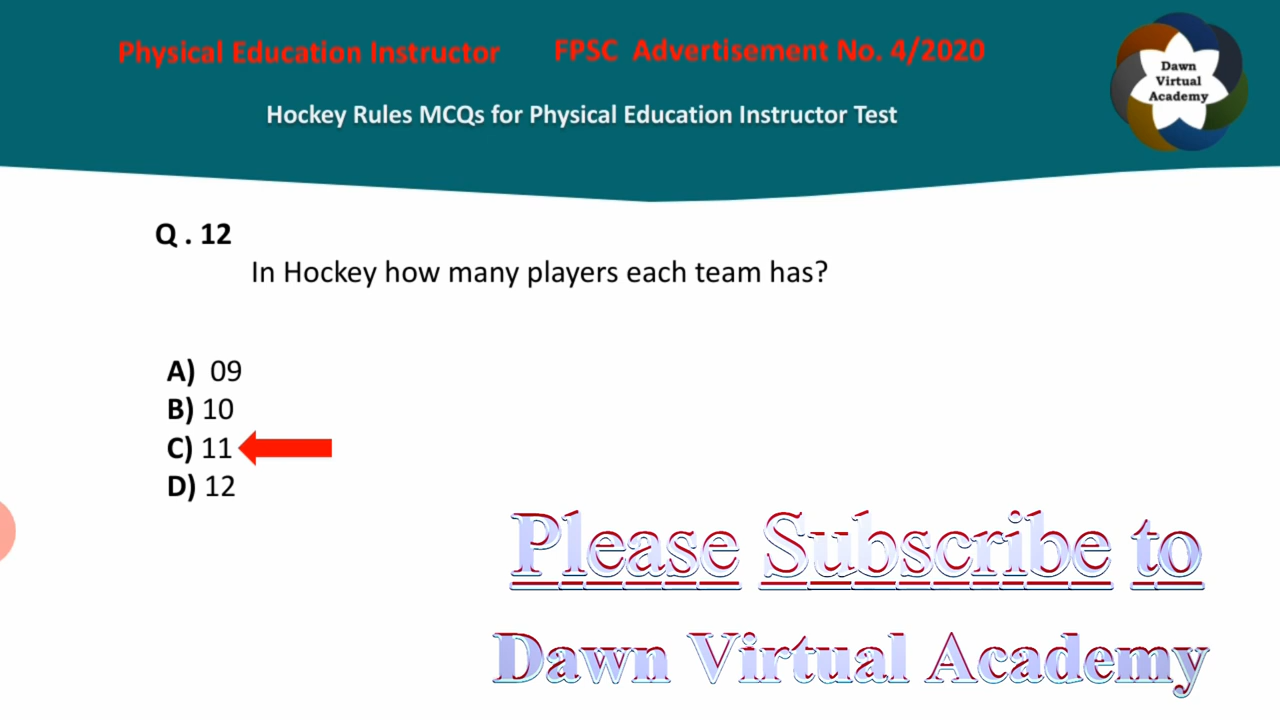 Physical Education Instructor FPSC Advertisement No. 4/2020
Hockey Rules MCQs for Physical Education Instructor Test
Dawn
Virtual
Academy
Q . 12
In Hockey how many players each team has?
A) 09
B) 10
C) 11
D) 12
Please Subscribe to
Dawn Virtual Academy